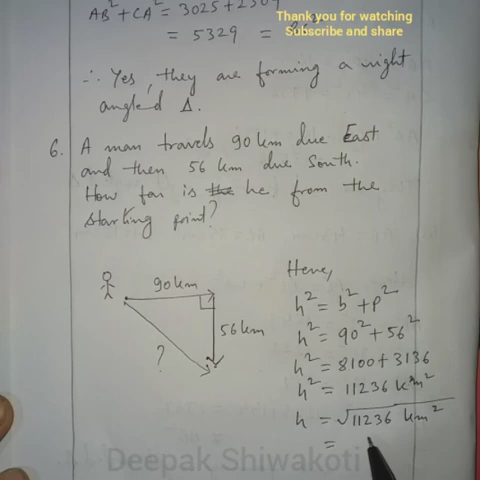 AB² + CA² = 3025 + 2304
= 5329 =
Thank you for watching
Subscribe and share
∴ Yes, they are forming a right
angled Δ.
6. A man travels 90 km due East
and then 56 km due South.
How far is he from the
starting point?
90 km
56 km
?
Here,
h² = b² + p²
h² = 90² + 56²
h² = 8100 + 3136
h² = 11236 km²
h = √11236 km²
=
Deepak Shiwakoti